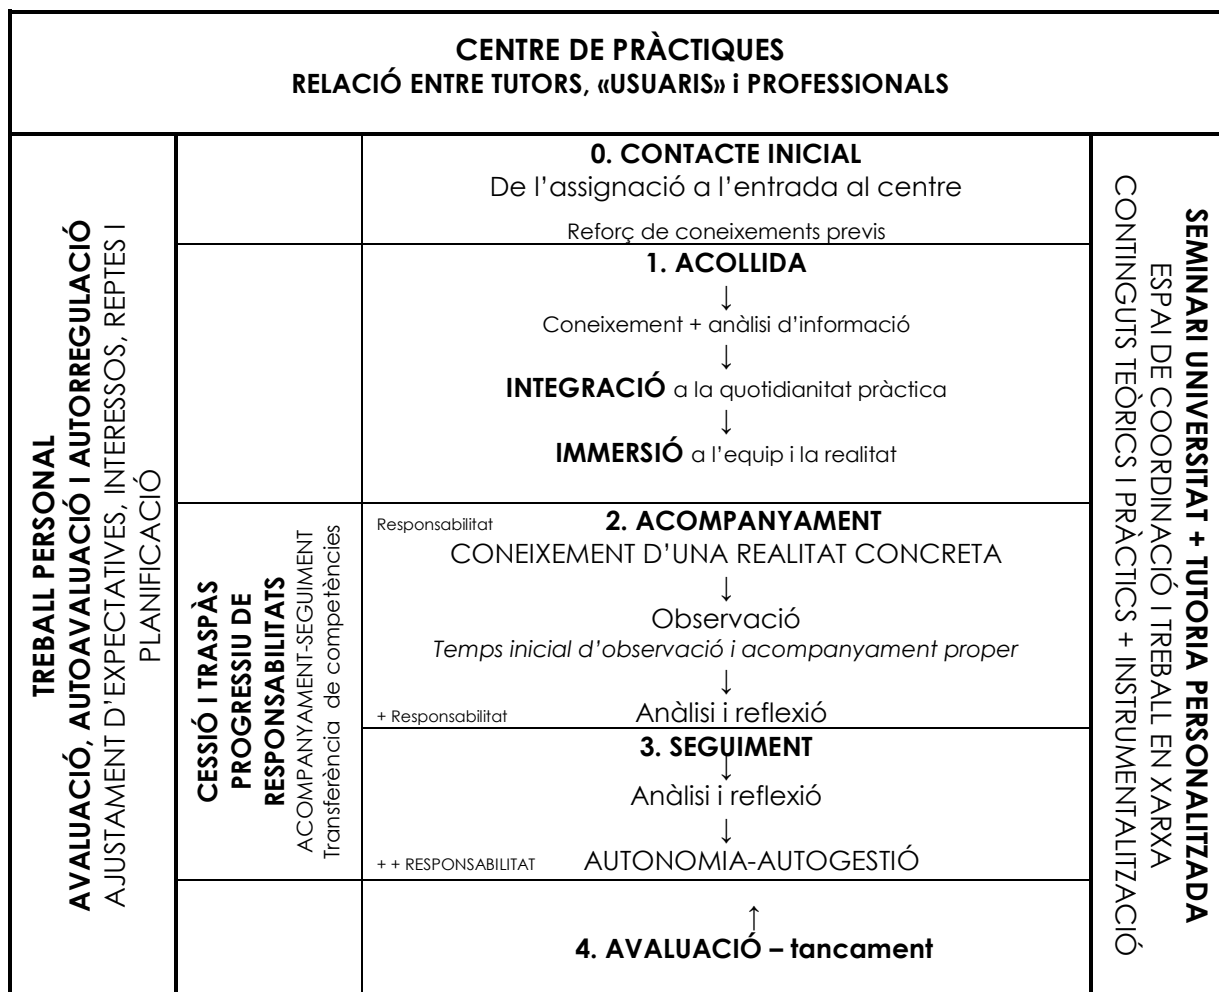 CENTRE DE PRÀCTIQUES
RELACIÓ ENTRE TUTORS, «USUARIS» i PROFESSIONALS
TREBALL PERSONAL
AVALUACIÓ, AUTOAVALUACIÓ I AUTORREGULACIÓ
AJUSTAMENT D’EXPECTATIVES, INTERESSOS, REPTES I
PLANIFICACIÓ
0. CONTACTE INICIAL
De l’assignació a l’entrada al centre
Reforç de coneixements previs
1. ACOLLIDA
↓
Coneixement + anàlisi d’informació
↓
INTEGRACIÓ a la quotidianitat pràctica
↓
IMMERSIÓ a l’equip i la realitat
CESSIÓ I TRASPÀS
PROGRESSIU DE
RESPONSABILITATS
ACOMPANYAMENT-SEGUIMENT
Transferència de competències
Responsabilitat 2. ACOMPANYAMENT
CONEIXEMENT D’UNA REALITAT CONCRETA
↓
Observació
Temps inicial d’observació i acompanyament proper
↓
+ Responsabilitat Anàlisi i reflexió
3. SEGUIMENT
↓
Anàlisi i reflexió
↓
+ + RESPONSABILITAT AUTONOMIA-AUTOGESTIÓ
↑
4. AVALUACIÓ – tancament
SEMINARI UNIVERSITAT + TUTORIA PERSONALITZADA
ESPAI DE COORDINACIÓ I TREBALL EN XARXA
CONTINGUTS TEÒRICS I PRÀCTICS + INSTRUMENTALITZACIÓ